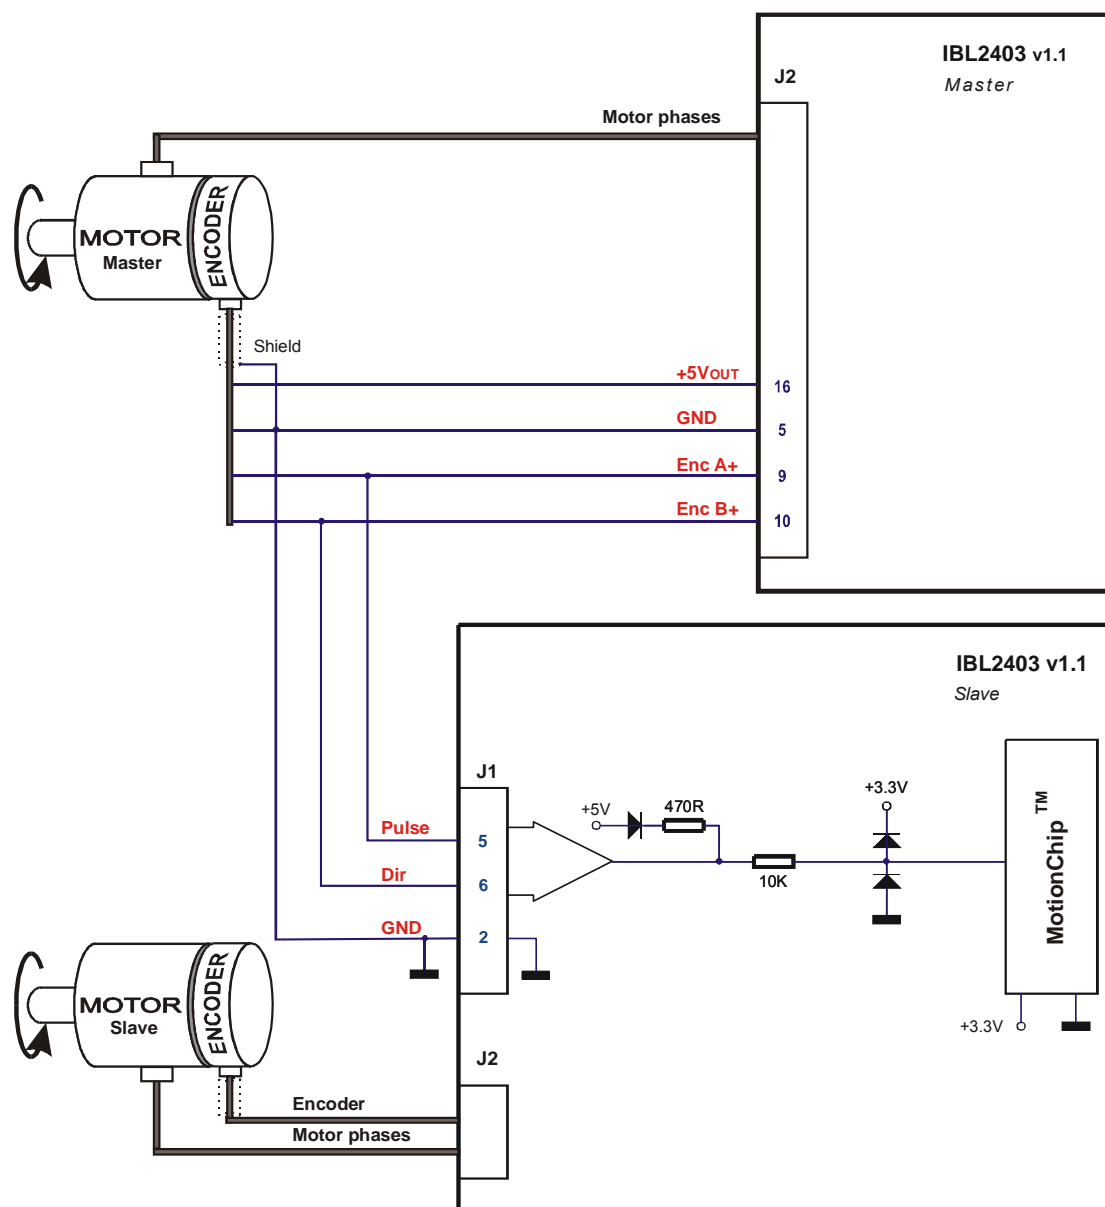 IBL2403 v1.1
Master
J2
Motor phases
MOTOR
Master
ENCODER
Shield
+5VOUT
16
GND
5
Enc A+
9
Enc B+
10
IBL2403 v1.1
Slave
J1
+5V
470R
+3.3V
Pulse
5
Dir
6
10K
MotionChip™
GND
2
+3.3V
MOTOR
Slave
ENCODER
J2
Encoder
Motor phases